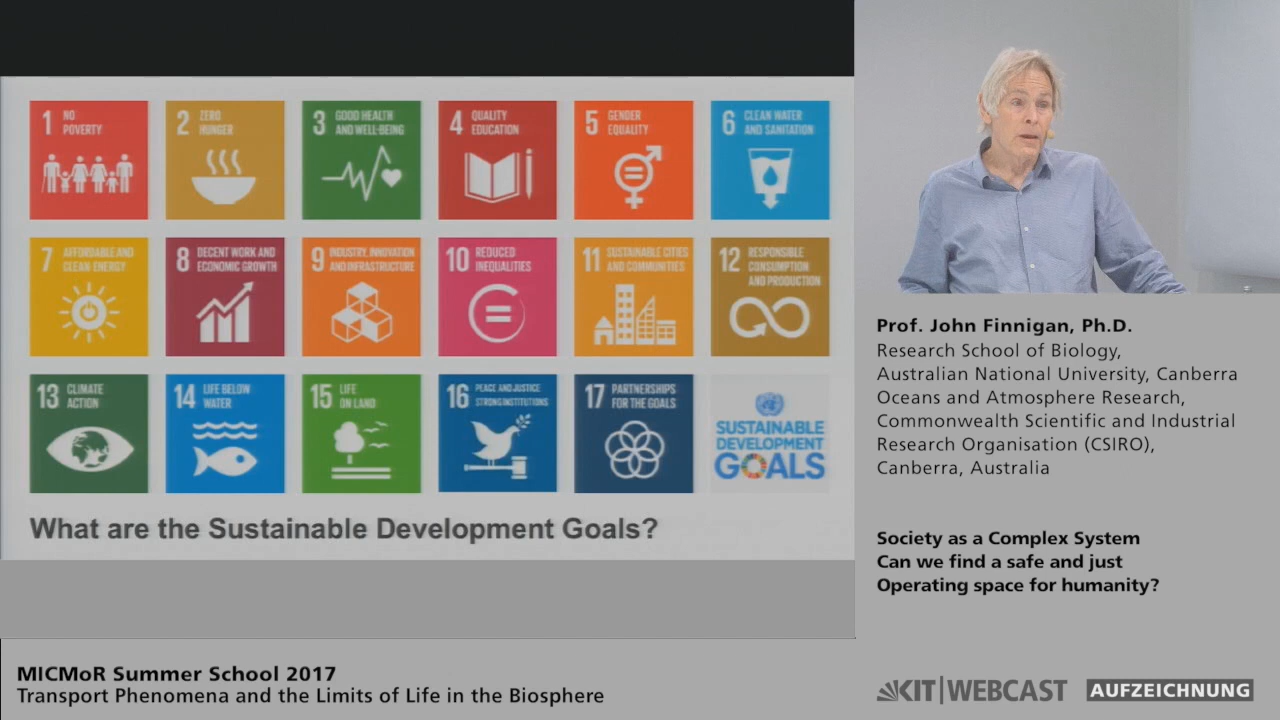 1 NO
POVERTY
2 ZERO
HUNGER
3 GOOD HEALTH
AND WELL-BEING
4 QUALITY
EDUCATION
5 GENDER
EQUALITY
6 CLEAN WATER
AND SANITATION
7 AFFORDABLE AND
CLEAN ENERGY
8 DECENT WORK AND
ECONOMIC GROWTH
9 INDUSTRY, INNOVATION
AND INFRASTRUCTURE
10 REDUCED
INEQUALITIES
11 SUSTAINABLE CITIES
AND COMMUNITIES
12 RESPONSIBLE
CONSUMPTION
AND PRODUCTION
13 CLIMATE
ACTION
14 LIFE BELOW
WATER
15 LIFE
ON LAND
16 PEACE AND JUSTICE
STRONG INSTITUTIONS
17 PARTNERSHIPS
FOR THE GOALS
SUSTAINABLE
DEVELOPMENT
GOALS
What are the Sustainable Development Goals?
Prof. John Finnigan, Ph.D.
Research School of Biology,
Australian National University, Canberra
Oceans and Atmosphere Research,
Commonwealth Scientific and Industrial
Research Organisation (CSIRO),
Canberra, Australia
Society as a Complex System
Can we find a safe and just
Operating space for humanity?
MICMoR Summer School 2017
Transport Phenomena and the Limits of Life in the Biosphere
KIT|WEBCAST AUFZEICHNUNG